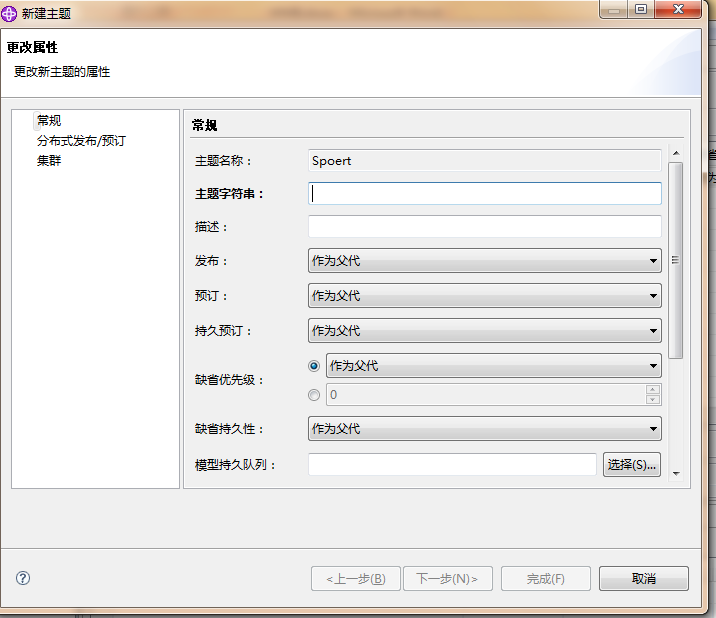 新建主题
更改属性
更改新主题的属性
常规
分布式发布/预订
集群
常规
主题名称：
Spoert
主题字符串：
描述：
发布：
作为父代
预订：
作为父代
持久预订：
作为父代
缺省优先级：
作为父代
0
缺省持久性：
作为父代
模型持久队列：
选择(S)...
<上一步(B)
下一步(N)>
完成(F)
取消